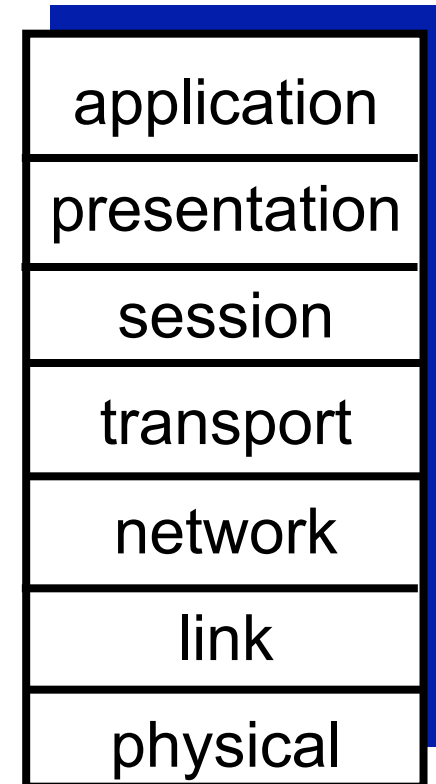 application
presentation
session
transport
network
link
physical